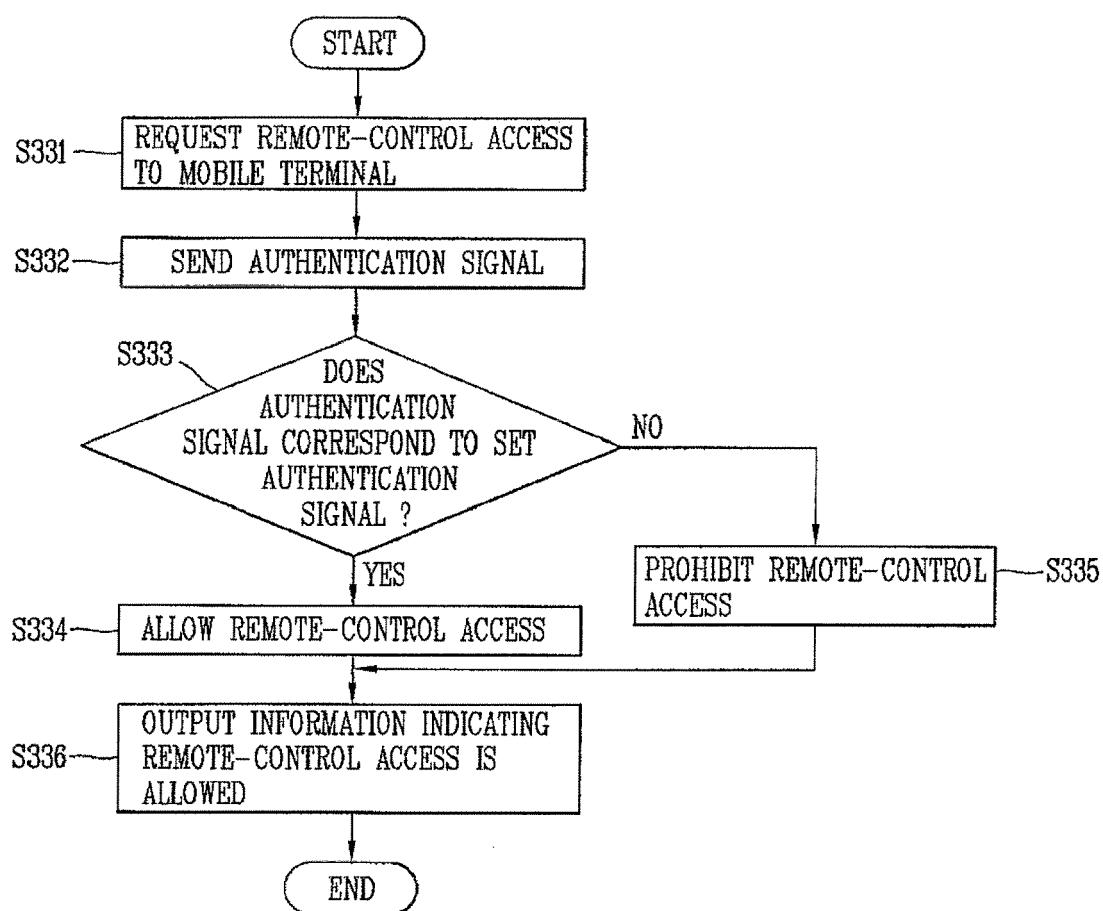 START
S331
REQUEST REMOTE-CONTROL ACCESS
TO MOBILE TERMINAL
S332
SEND AUTHENTICATION SIGNAL
S333
DOES
AUTHENTICATION
SIGNAL CORRESPOND TO SET
AUTHENTICATION
SIGNAL ?
NO
YES
PROHIBIT REMOTE-CONTROL
ACCESS
S335
S334
ALLOW REMOTE-CONTROL ACCESS
S336
OUTPUT INFORMATION INDICATING
REMOTE-CONTROL ACCESS IS
ALLOWED
END